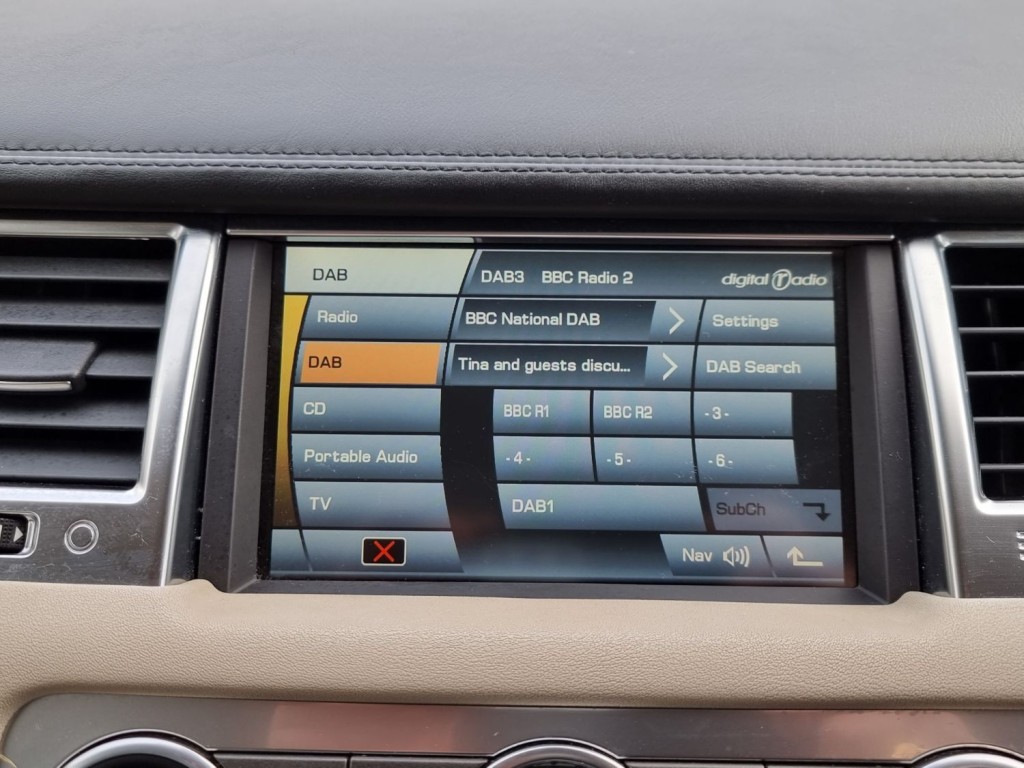 DAB DAB3 BBC Radio 2 digital radio
Radio BBC National DAB Settings
DAB Tina and guests discu... DAB Search
CD BBC R1 BBC R2 -3-
Portable Audio -4- -5- -6-
TV DAB1 SubCh
Nav